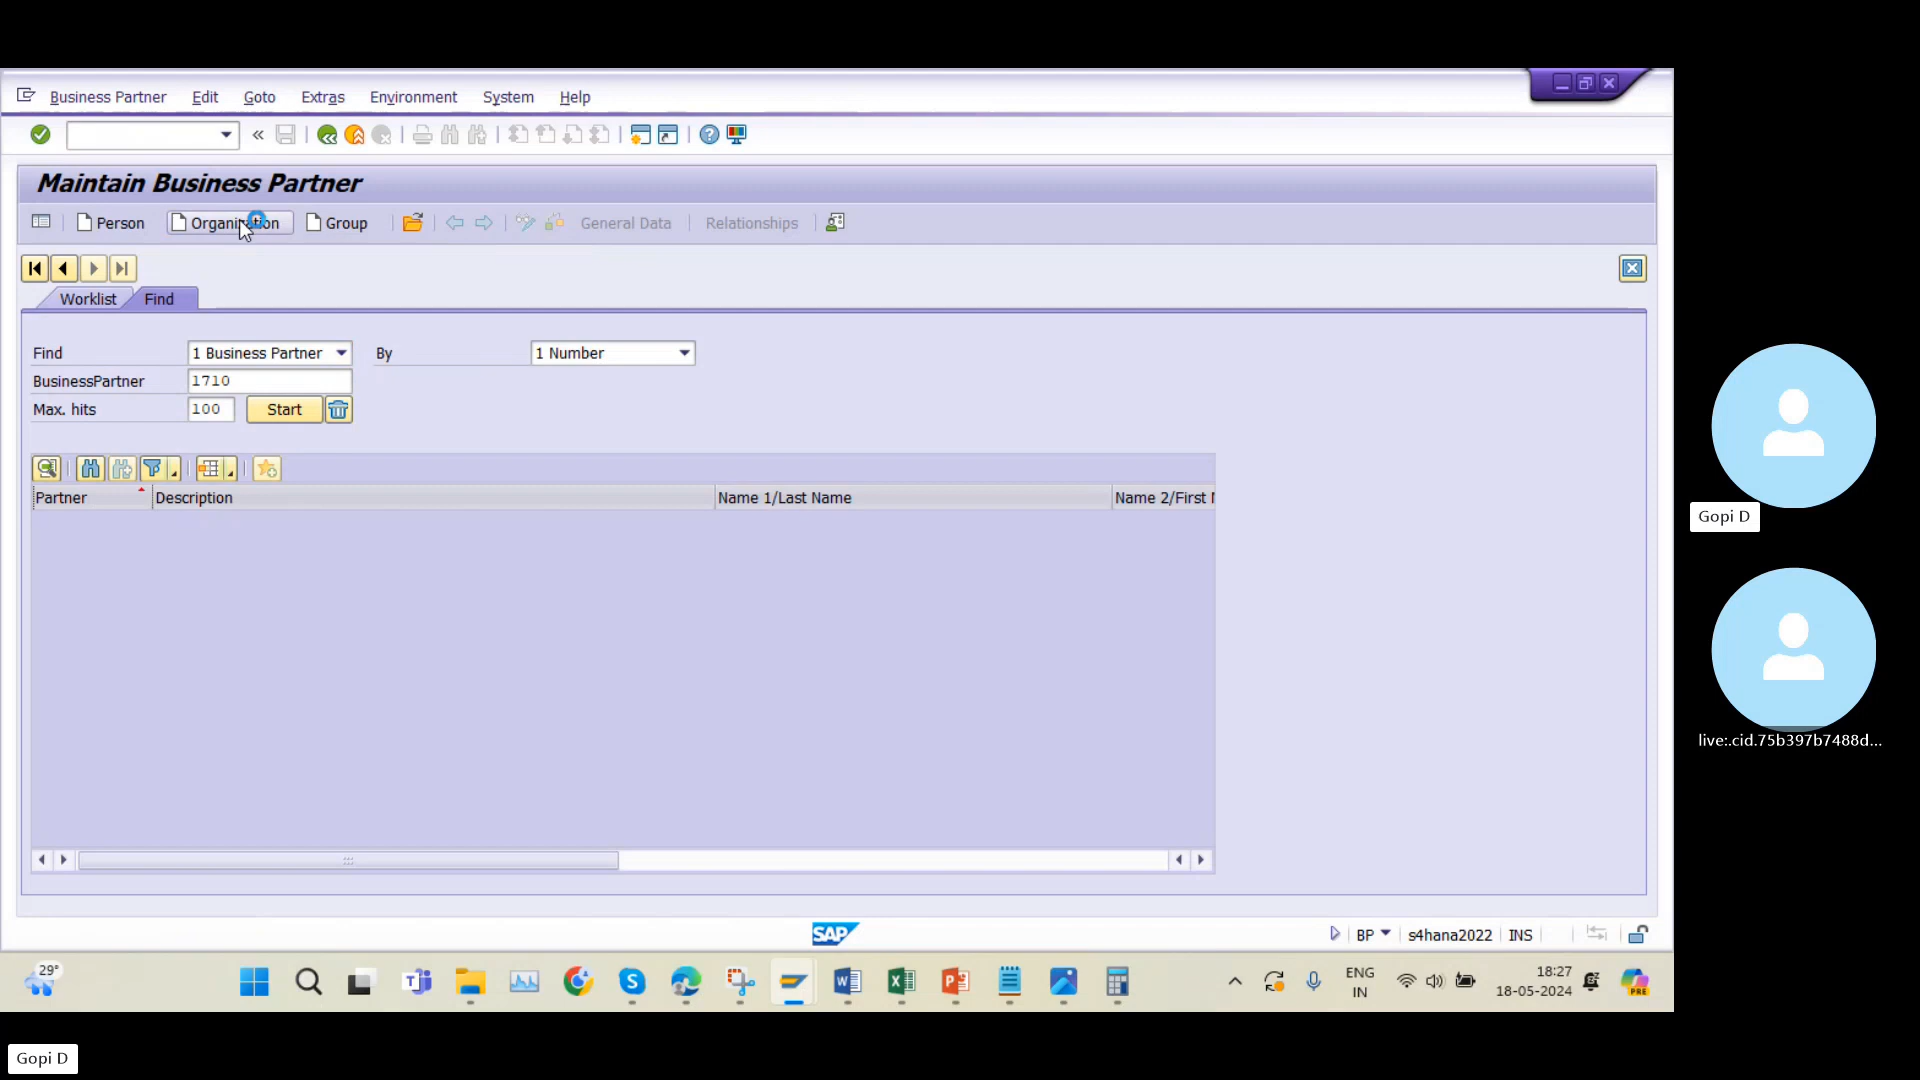 Business Partner Edit Goto Extras Environment System Help
Maintain Business Partner
Person Organization Group General Data Relationships
Worklist Find
Find 1 Business Partner By 1 Number
BusinessPartner 1710
Max. hits 100 Start
Partner Description Name 1/Last Name Name 2/First
SAP BP s4hana2022 INS
29° ENG 18:27
IN 18-05-2024
PRE
Gopi D
live:.cid.75b397b7488d...
Gopi D